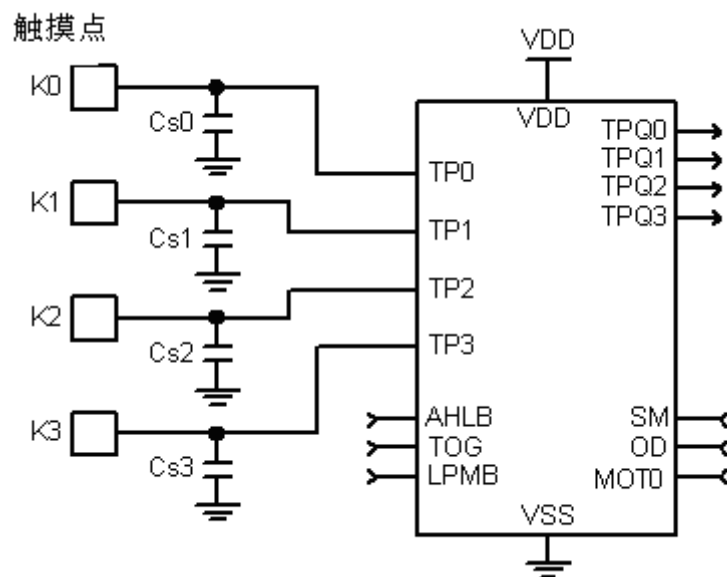 触摸点
K0
Cs0
K1
Cs1
K2
Cs2
K3
Cs3
VDD
VDD
TP0
TP1
TP2
TP3
AHLB
TOG
LPMB
TPQ0
TPQ1
TPQ2
TPQ3
SM
OD
MOT0
VSS